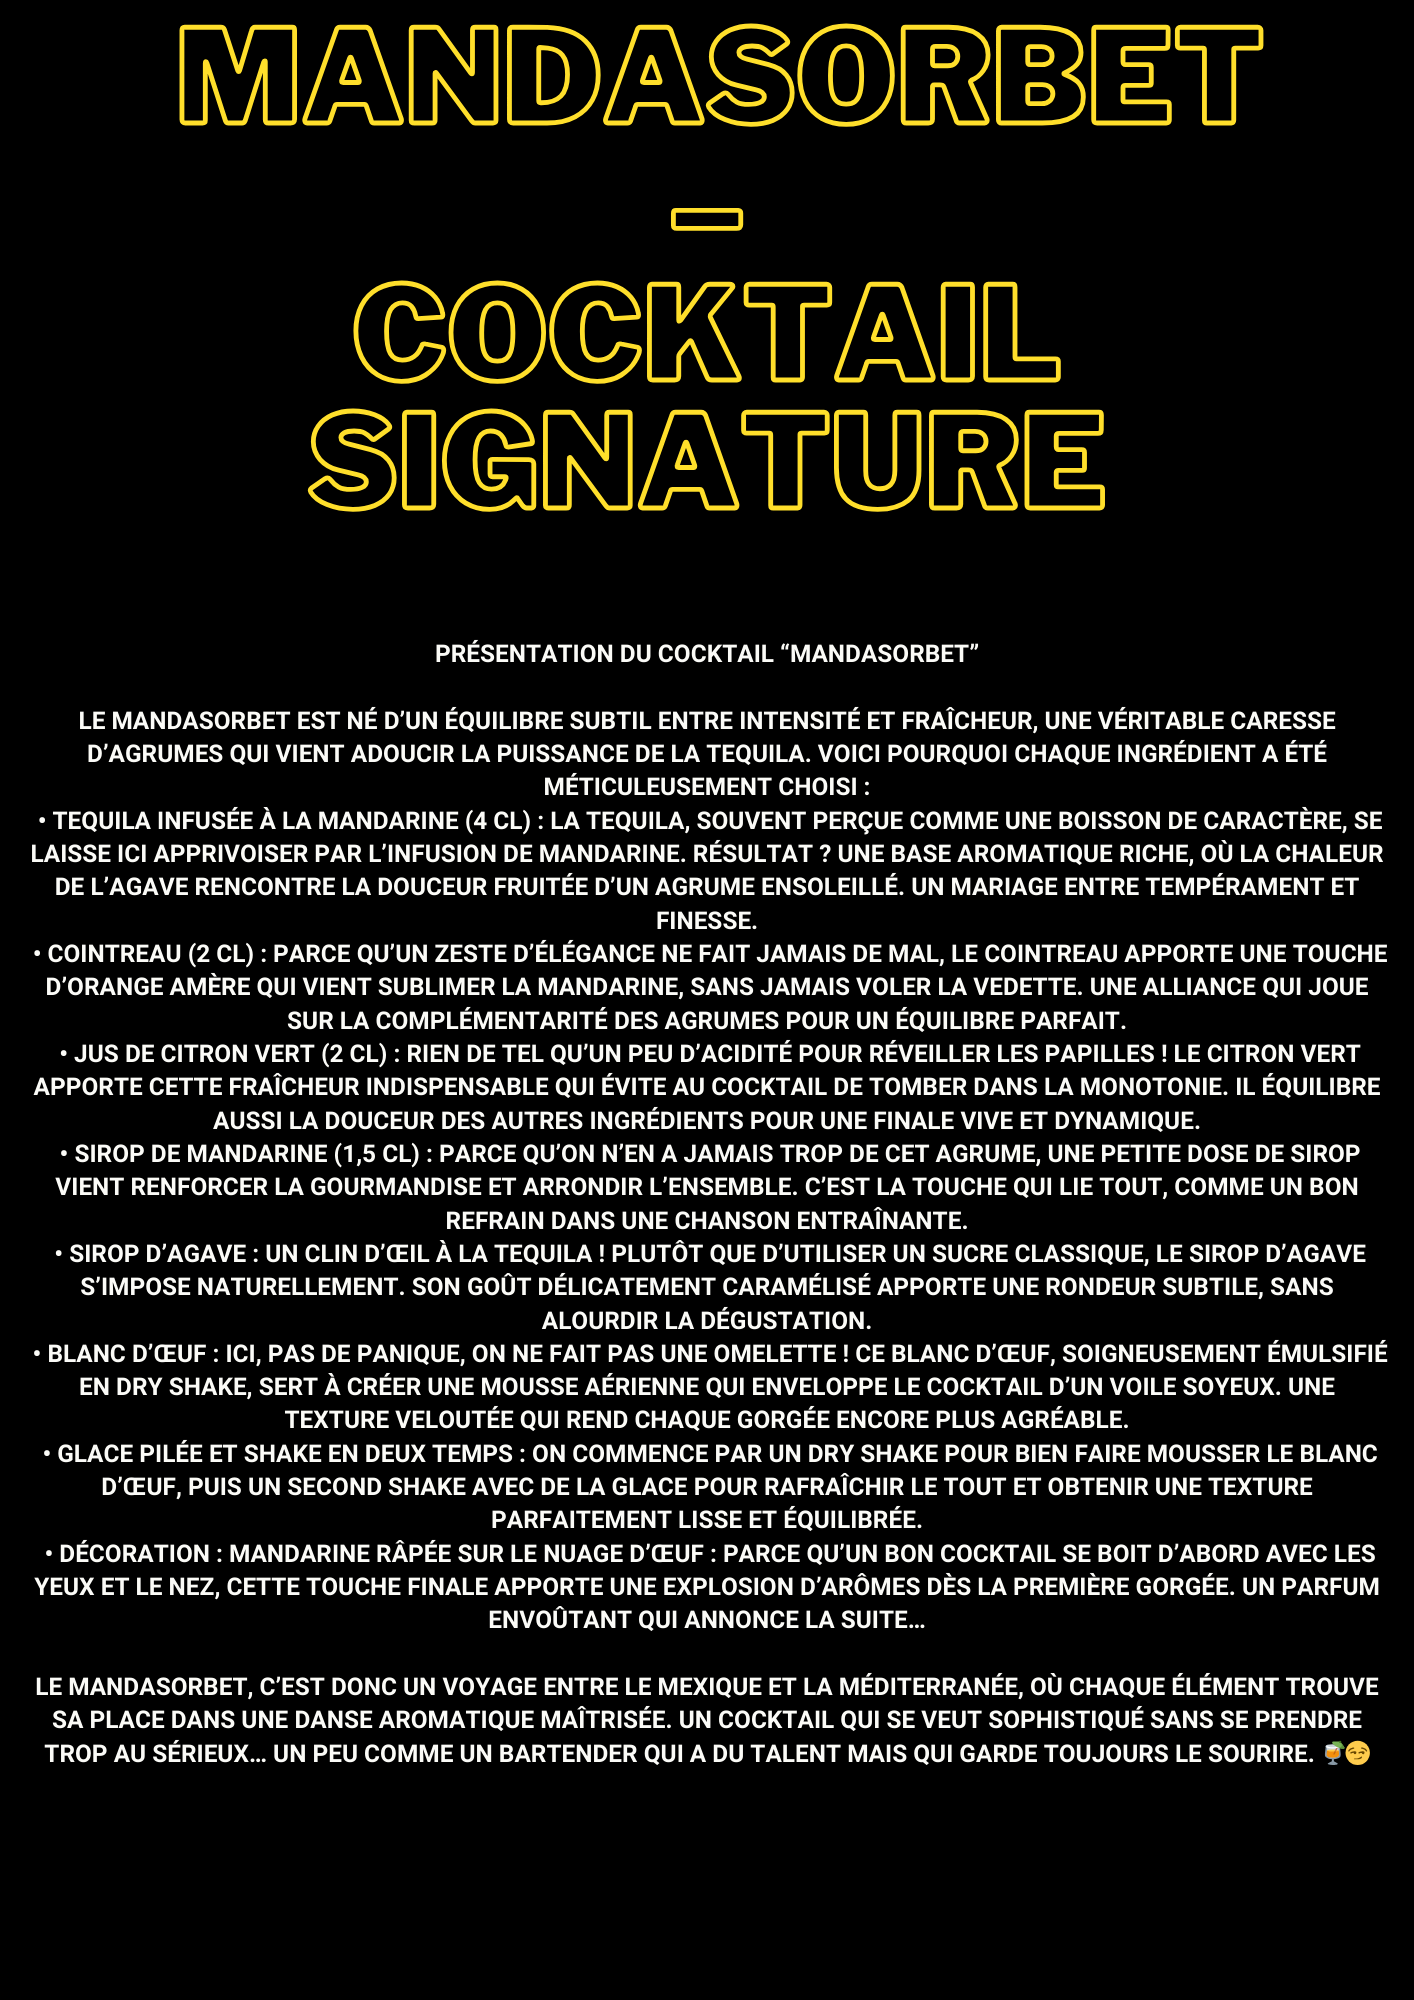 MANDASORBET
–
COCKTAIL
SIGNATURE
PRÉSENTATION DU COCKTAIL “MANDASORBET”
LE MANDASORBET EST NÉ D’UN ÉQUILIBRE SUBTIL ENTRE INTENSITÉ ET FRAÎCHEUR, UNE VÉRITABLE CARESSE
D’AGRUMES QUI VIENT ADOUCIR LA PUISSANCE DE LA TEQUILA. VOICI POURQUOI CHAQUE INGRÉDIENT A ÉTÉ
MÉTICULEUSEMENT CHOISI :
• TEQUILA INFUSÉE À LA MANDARINE (4 CL) : LA TEQUILA, SOUVENT PERÇUE COMME UNE BOISSON DE CARACTÈRE, SE
LAISSE ICI APPRIVOISER PAR L’INFUSION DE MANDARINE. RÉSULTAT ? UNE BASE AROMATIQUE RICHE, OÙ LA CHALEUR
DE L’AGAVE RENCONTRE LA DOUCEUR FRUITÉE D’UN AGRUME ENSOLEILLÉ. UN MARIAGE ENTRE TEMPÉRAMENT ET
FINESSE.
• COINTREAU (2 CL) : PARCE QU’UN ZESTE D’ÉLÉGANCE NE FAIT JAMAIS DE MAL, LE COINTREAU APPORTE UNE TOUCHE
D’ORANGE AMÈRE QUI VIENT SUBLIMER LA MANDARINE, SANS JAMAIS VOLER LA VEDETTE. UNE ALLIANCE QUI JOUE
SUR LA COMPLÉMENTARITÉ DES AGRUMES POUR UN ÉQUILIBRE PARFAIT.
• JUS DE CITRON VERT (2 CL) : RIEN DE TEL QU’UN PEU D’ACIDITÉ POUR RÉVEILLER LES PAPILLES ! LE CITRON VERT
APPORTE CETTE FRAÎCHEUR INDISPENSABLE QUI ÉVITE AU COCKTAIL DE TOMBER DANS LA MONOTONIE. IL ÉQUILIBRE
AUSSI LA DOUCEUR DES AUTRES INGRÉDIENTS POUR UNE FINALE VIVE ET DYNAMIQUE.
• SIROP DE MANDARINE (1,5 CL) : PARCE QU’ON N’EN A JAMAIS TROP DE CET AGRUME, UNE PETITE DOSE DE SIROP
VIENT RENFORCER LA GOURMANDISE ET ARRONDIR L’ENSEMBLE. C’EST LA TOUCHE QUI LIE TOUT, COMME UN BON
REFRAIN DANS UNE CHANSON ENTRAÎNANTE.
• SIROP D’AGAVE : UN CLIN D’ŒIL À LA TEQUILA ! PLUTÔT QUE D’UTILISER UN SUCRE CLASSIQUE, LE SIROP D’AGAVE
S’IMPOSE NATURELLEMENT. SON GOÛT DÉLICATEMENT CARAMÉLISÉ APPORTE UNE RONDEUR SUBTILE, SANS
ALOURDIR LA DÉGUSTATION.
• BLANC D’ŒUF : ICI, PAS DE PANIQUE, ON NE FAIT PAS UNE OMELETTE ! CE BLANC D’ŒUF, SOIGNEUSEMENT ÉMULSIFIÉ
EN DRY SHAKE, SERT À CRÉER UNE MOUSSE AÉRIENNE QUI ENVELOPPE LE COCKTAIL D’UN VOILE SOYEUX. UNE
TEXTURE VELOUTÉE QUI REND CHAQUE GORGÉE ENCORE PLUS AGRÉABLE.
• GLACE PILÉE ET SHAKE EN DEUX TEMPS : ON COMMENCE PAR UN DRY SHAKE POUR BIEN FAIRE MOUSSER LE BLANC
D’ŒUF, PUIS UN SECOND SHAKE AVEC DE LA GLACE POUR RAFRAÎCHIR LE TOUT ET OBTENIR UNE TEXTURE
PARFAITEMENT LISSE ET ÉQUILIBRÉE.
• DÉCORATION : MANDARINE RÂPÉE SUR LE NUAGE D’ŒUF : PARCE QU’UN BON COCKTAIL SE BOIT D’ABORD AVEC LES
YEUX ET LE NEZ, CETTE TOUCHE FINALE APPORTE UNE EXPLOSION D’ARÔMES DÈS LA PREMIÈRE GORGÉE. UN PARFUM
ENVOÛTANT QUI ANNONCE LA SUITE…
LE MANDASORBET, C’EST DONC UN VOYAGE ENTRE LE MEXIQUE ET LA MÉDITERRANÉE, OÙ CHAQUE ÉLÉMENT TROUVE
SA PLACE DANS UNE DANSE AROMATIQUE MAÎTRISÉE. UN COCKTAIL QUI SE VEUT SOPHISTIQUÉ SANS SE PRENDRE
TROP AU SÉRIEUX… UN PEU COMME UN BARTENDER QUI A DU TALENT MAIS QUI GARDE TOUJOURS LE SOURIRE. 🍹😏